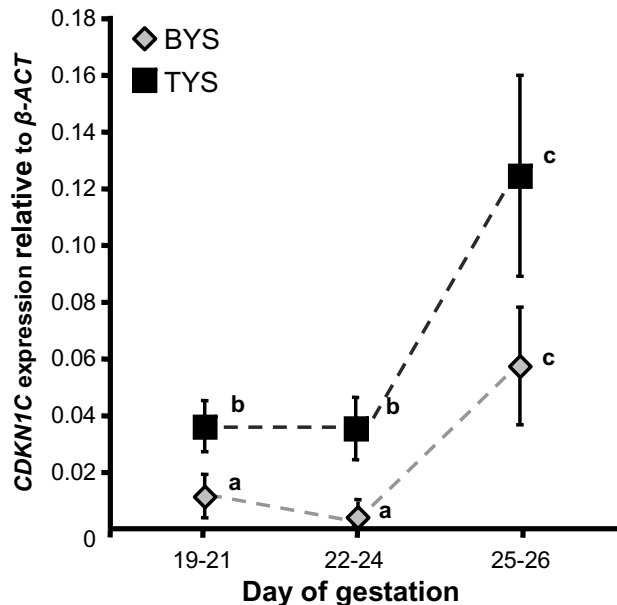 0.18
0.16
0.14
0.12
0.10
0.08
0.06
0.04
0.02
0
CDKN1C expression relative to β-ACT
BYS
TYS
a
b
a
b
c
c
19-21
22-24
25-26
Day of gestation